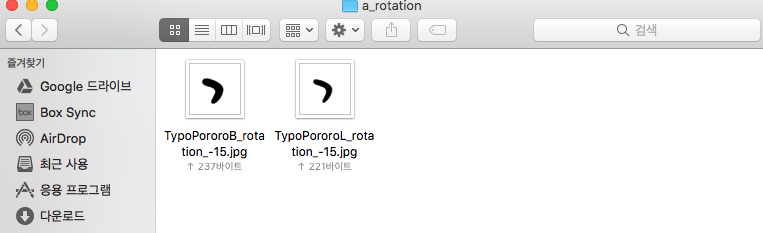 a_rotation
검색
즐겨찾기
Google 드라이브
box
Box Sync
AirDrop
최근 사용
응용 프로그램
다운로드
TypoPororoB_rota
tion_-15.jpg
↑ 237바이트
TypoPororoL_rota
tion_-15.jpg
↑ 221바이트